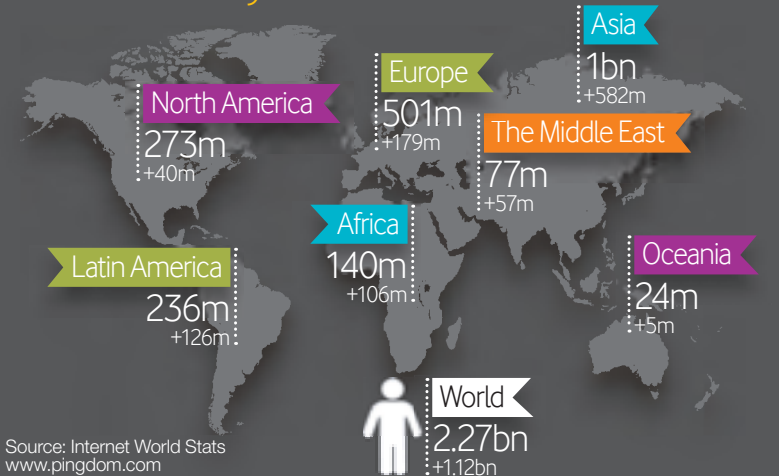 Asia
1bn
+582m
Europe
501m
+179m
North America
273m
+40m
The Middle East
77m
+57m
Africa
140m
+106m
Latin America
236m
+126m
Oceania
24m
+5m
World
2.27bn
+1.12bn
Source: Internet World Stats
www.pingdom.com